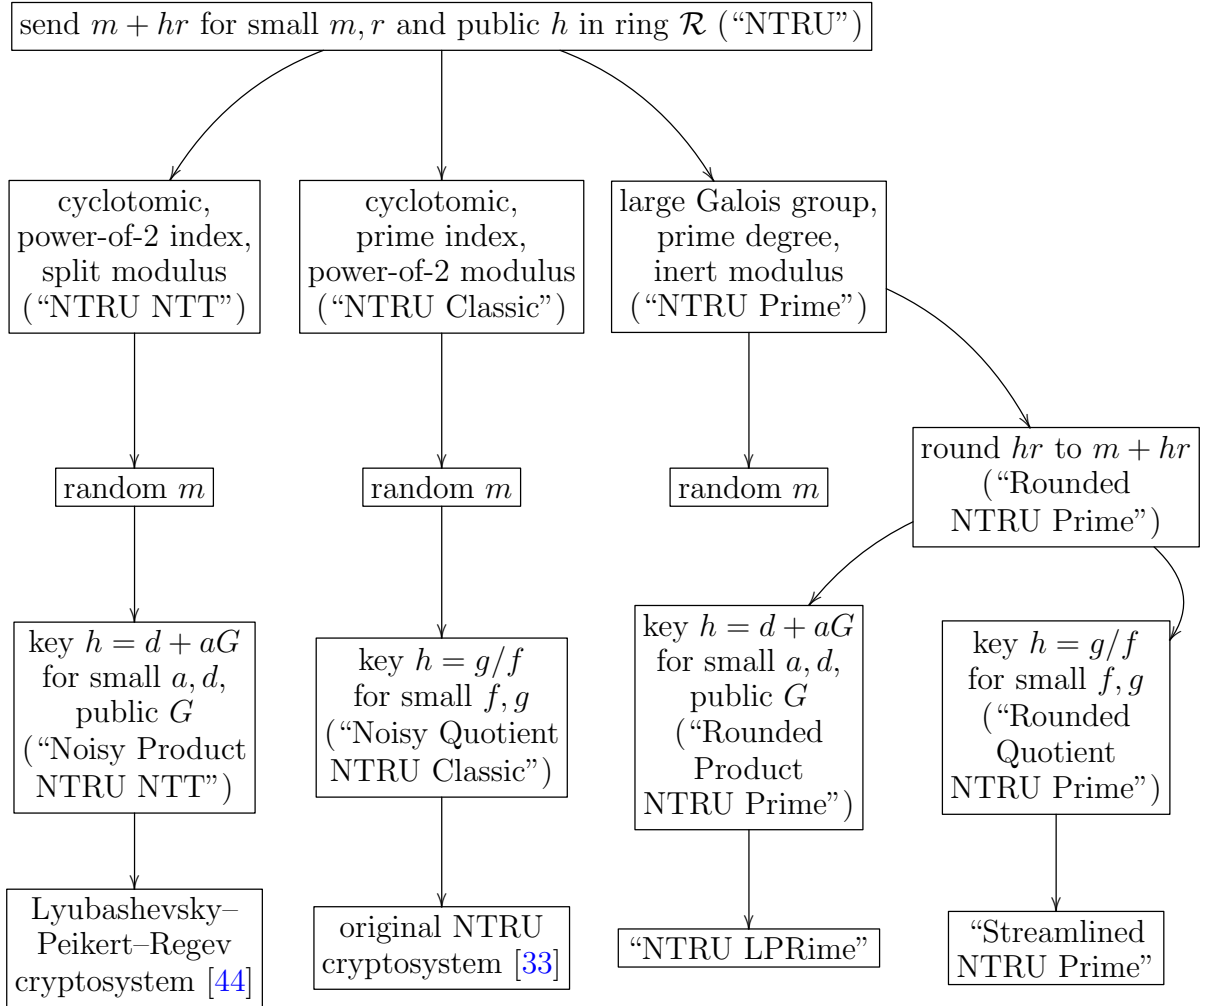 send m + hr for small m, r and public h in ring ℛ (“NTRU”)
cyclotomic,
power-of-2 index,
split modulus
(“NTRU NTT”)
cyclotomic,
prime index,
power-of-2 modulus
(“NTRU Classic”)
large Galois group,
prime degree,
inert modulus
(“NTRU Prime”)
random m
random m
random m
round hr to m + hr
(“Rounded
NTRU Prime”)
key h = d + aG
for small a, d,
public G
(“Noisy Product
NTRU NTT”)
key h = g/f
for small f, g
(“Noisy Quotient
NTRU Classic”)
key h = d + aG
for small a, d,
public G
(“Rounded
Product
NTRU Prime”)
key h = g/f
for small f, g
(“Rounded
Quotient
NTRU Prime”)
Lyubashevsky–
Peikert–Regev
cryptosystem [44]
original NTRU
cryptosystem [33]
“NTRU LPRime”
“Streamlined
NTRU Prime”